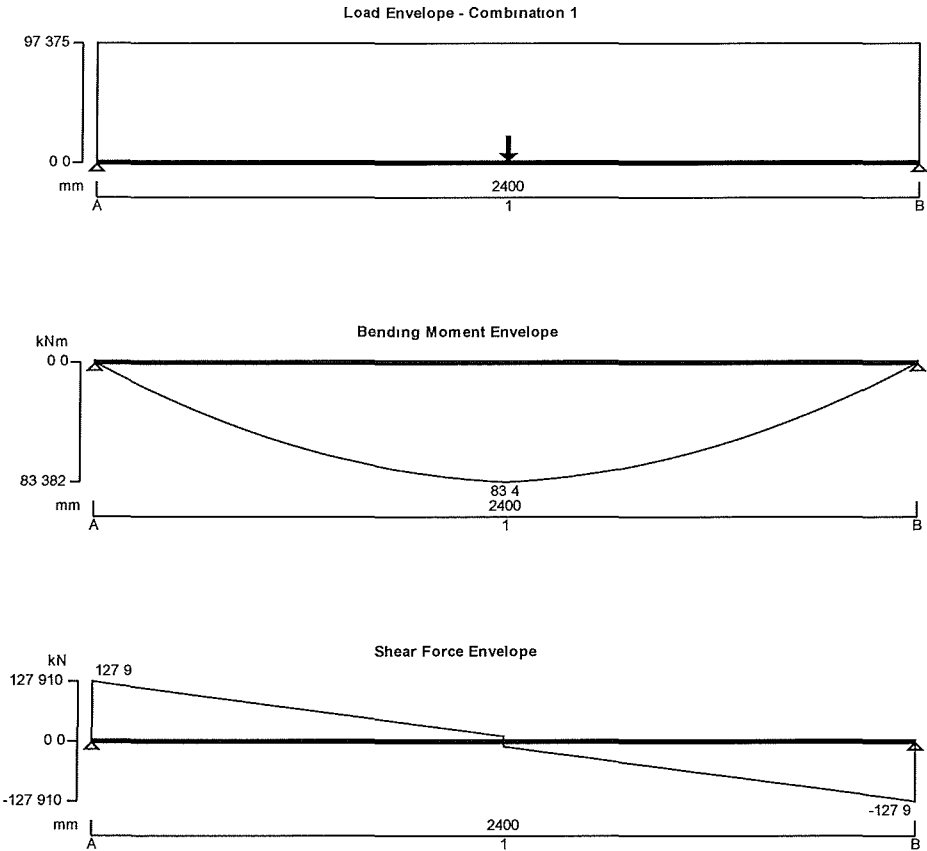 Load Envelope - Combination 1
97 375
0 0
mm
2400
A
1
B
Bending Moment Envelope
kNm
0 0
83 382
83 4
mm
2400
A
1
B
Shear Force Envelope
kN
127 9
127 910
0 0
-127 910
-127 9
mm
2400
A
1
B